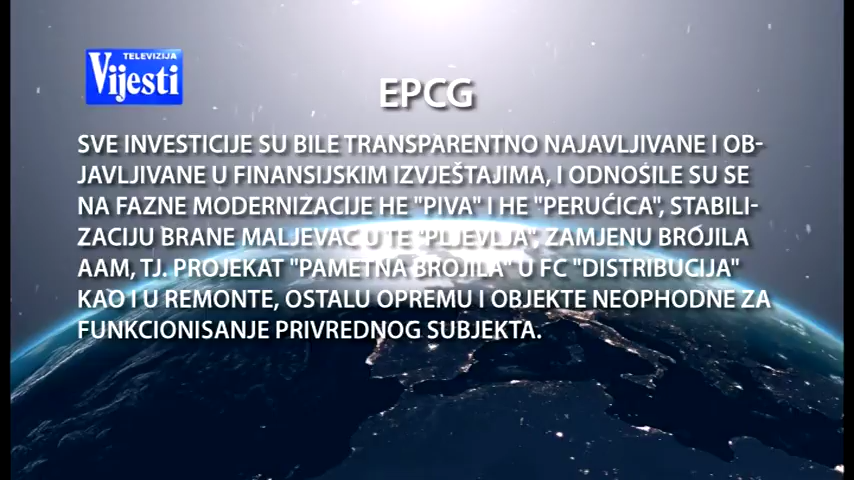 TELEVIZIJA
Vijesti
EPCG
SVE INVESTICIJE SU BILE TRANSPARENTNO NAJAVLJIVANE I OB-
JAVLJIVANE U FINANSIJSKIM IZVJEŠTAJIMA, I ODNOSILE SU SE
NA FAZNE MODERNIZACIJE HE "PIVA" I HE "PERUĆICA", STABILI-
ZACIJU BRANE MALJEVAC U TE "PLJEVLJA", ZAMJENU BROJILA
AAM, TJ. PROJEKAT "PAMETNA BROJILA" U FC "DISTRIBUCIJA"
KAO I U REMONTE, OSTALU OPREMU I OBJEKTE NEOPHODNE ZA
FUNKCIONISANJE PRIVREDNOG SUBJEKTA.